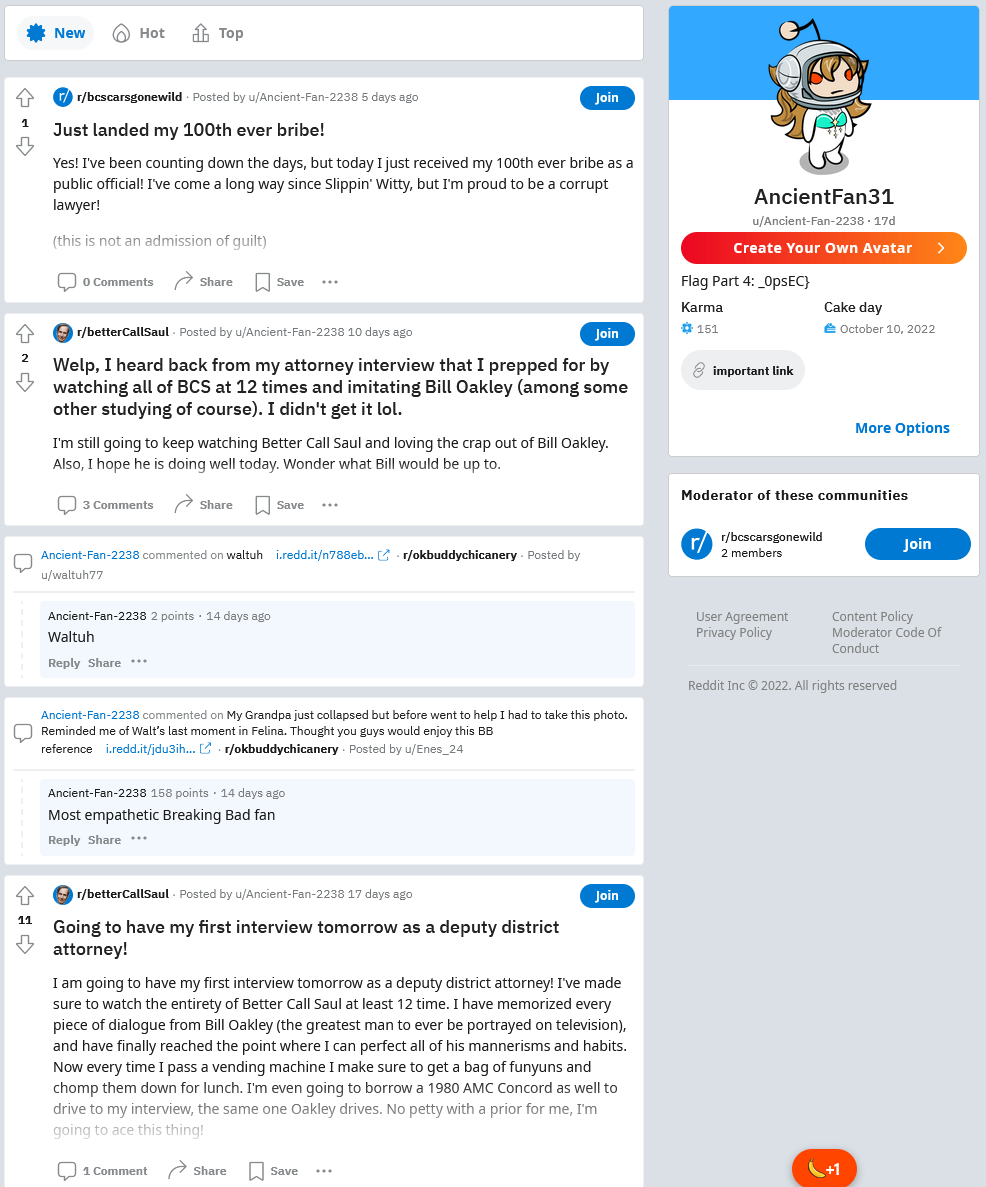 New Hot Top
r/bcscarsgonewild · Posted by u/Ancient-Fan-2238 5 days ago
Join
1
Just landed my 100th ever bribe!
Yes! I've been counting down the days, but today I just received my 100th ever bribe as a
public official! I've come a long way since Slippin' Witty, but I'm proud to be a corrupt
lawyer!
(this is not an admission of guilt)
0 Comments Share Save
r/betterCallSaul · Posted by u/Ancient-Fan-2238 10 days ago
Join
2
Welp, I heard back from my attorney interview that I prepped for by
watching all of BCS at 12 times and imitating Bill Oakley (among some
other studying of course). I didn't get it lol.
I'm still going to keep watching Better Call Saul and loving the crap out of Bill Oakley.
Also, I hope he is doing well today. Wonder what Bill would be up to.
3 Comments Share Save
Ancient-Fan-2238 commented on waltuh i.redd.it/n788eb... · r/okbuddychicanery · Posted by
u/waltuh77
Ancient-Fan-2238 2 points · 14 days ago
Waltuh
Reply Share
Ancient-Fan-2238 commented on My Grandpa just collapsed but before went to help I had to take this photo.
Reminded me of Walt's last moment in Felina. Thought you guys would enjoy this BB
reference i.redd.it/jdu3ih... · r/okbuddychicanery · Posted by u/Enes_24
Ancient-Fan-2238 158 points · 14 days ago
Most empathetic Breaking Bad fan
Reply Share
r/betterCallSaul · Posted by u/Ancient-Fan-2238 17 days ago
Join
11
Going to have my first interview tomorrow as a deputy district
attorney!
I am going to have my first interview tomorrow as a deputy district attorney! I've made
sure to watch the entirety of Better Call Saul at least 12 time. I have memorized every
piece of dialogue from Bill Oakley (the greatest man to ever be portrayed on television),
and have finally reached the point where I can perfect all of his mannerisms and habits.
Now every time I pass a vending machine I make sure to get a bag of funyuns and
chomp them down for lunch. I'm even going to borrow a 1980 AMC Concord as well to
drive to my interview, the same one Oakley drives. No petty with a prior for me, I'm
going to ace this thing!
1 Comment Share Save
AncientFan31
u/Ancient-Fan-2238 · 17d
Create Your Own Avatar
Flag Part 4: _0psEC}
Karma Cake day
151 October 10, 2022
important link
More Options
Moderator of these communities
r/ r/bcscarsgonewild
2 members
Join
User Agreement Content Policy
Privacy Policy Moderator Code Of
Conduct
Reddit Inc © 2022. All rights reserved
+1